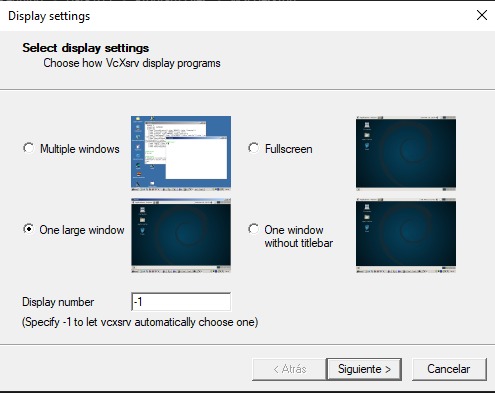 Display settings
Select display settings
Choose how VcXsrv display programs
Multiple windows
Fullscreen
One large window
One window
without titlebar
Display number
-1
(Specify -1 to let vcxsrv automatically choose one)
< Atrás
Siguiente >
Cancelar